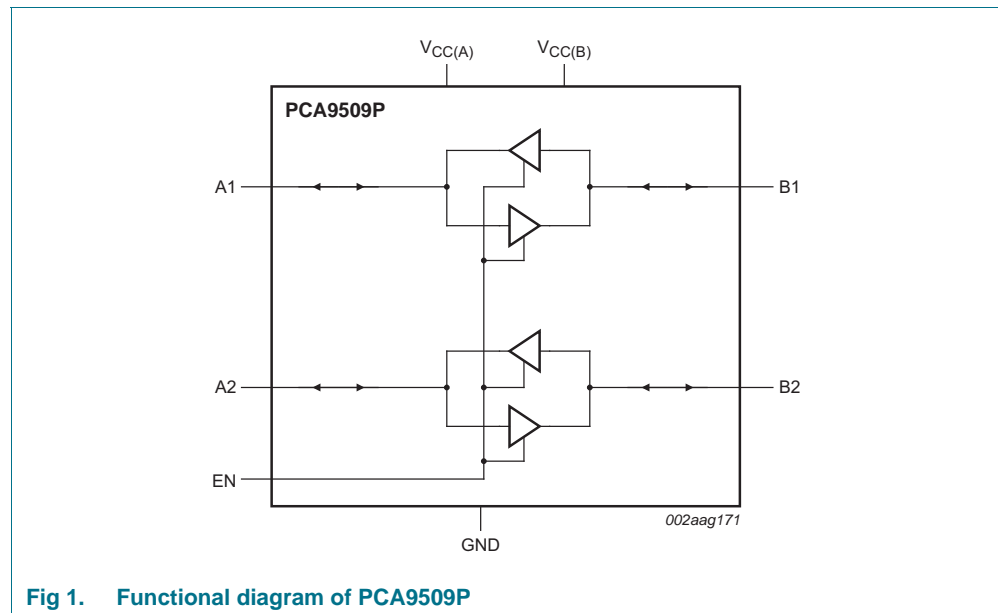 VCC(A) VCC(B)
PCA9509P
A1 B1
A2 B2
EN
002aag171
GND
Fig 1. Functional diagram of PCA9509P